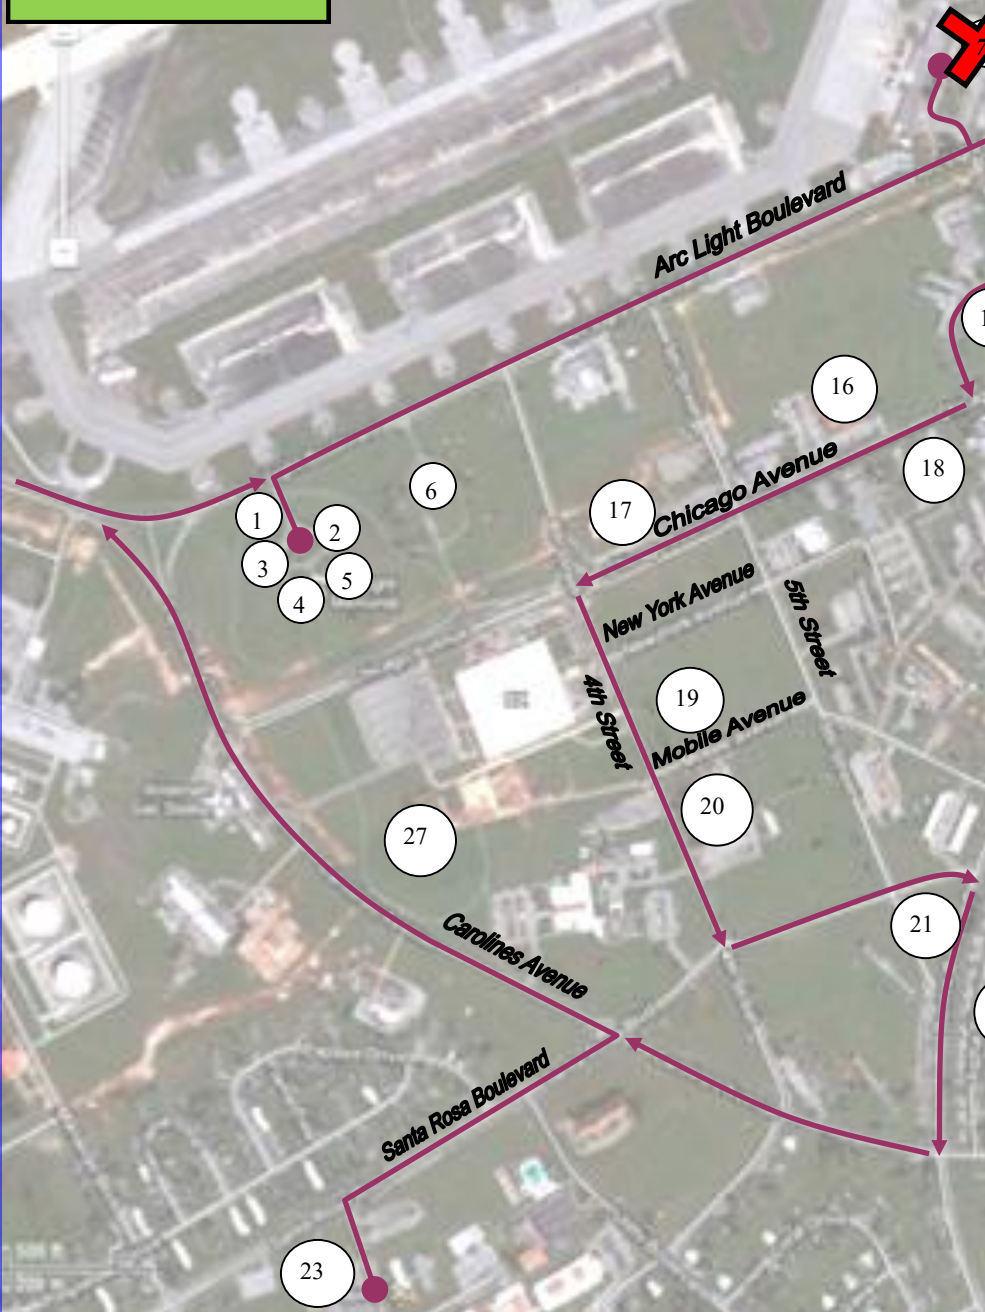 Arc Light Boulevard
16
18
6
17
Chicago Avenue
1
2
3
5
4
New York Avenue
5th Street
19
4th Street
Mobile Avenue
20
27
21
Carolines Avenue
Santa Rosa Boulevard
23